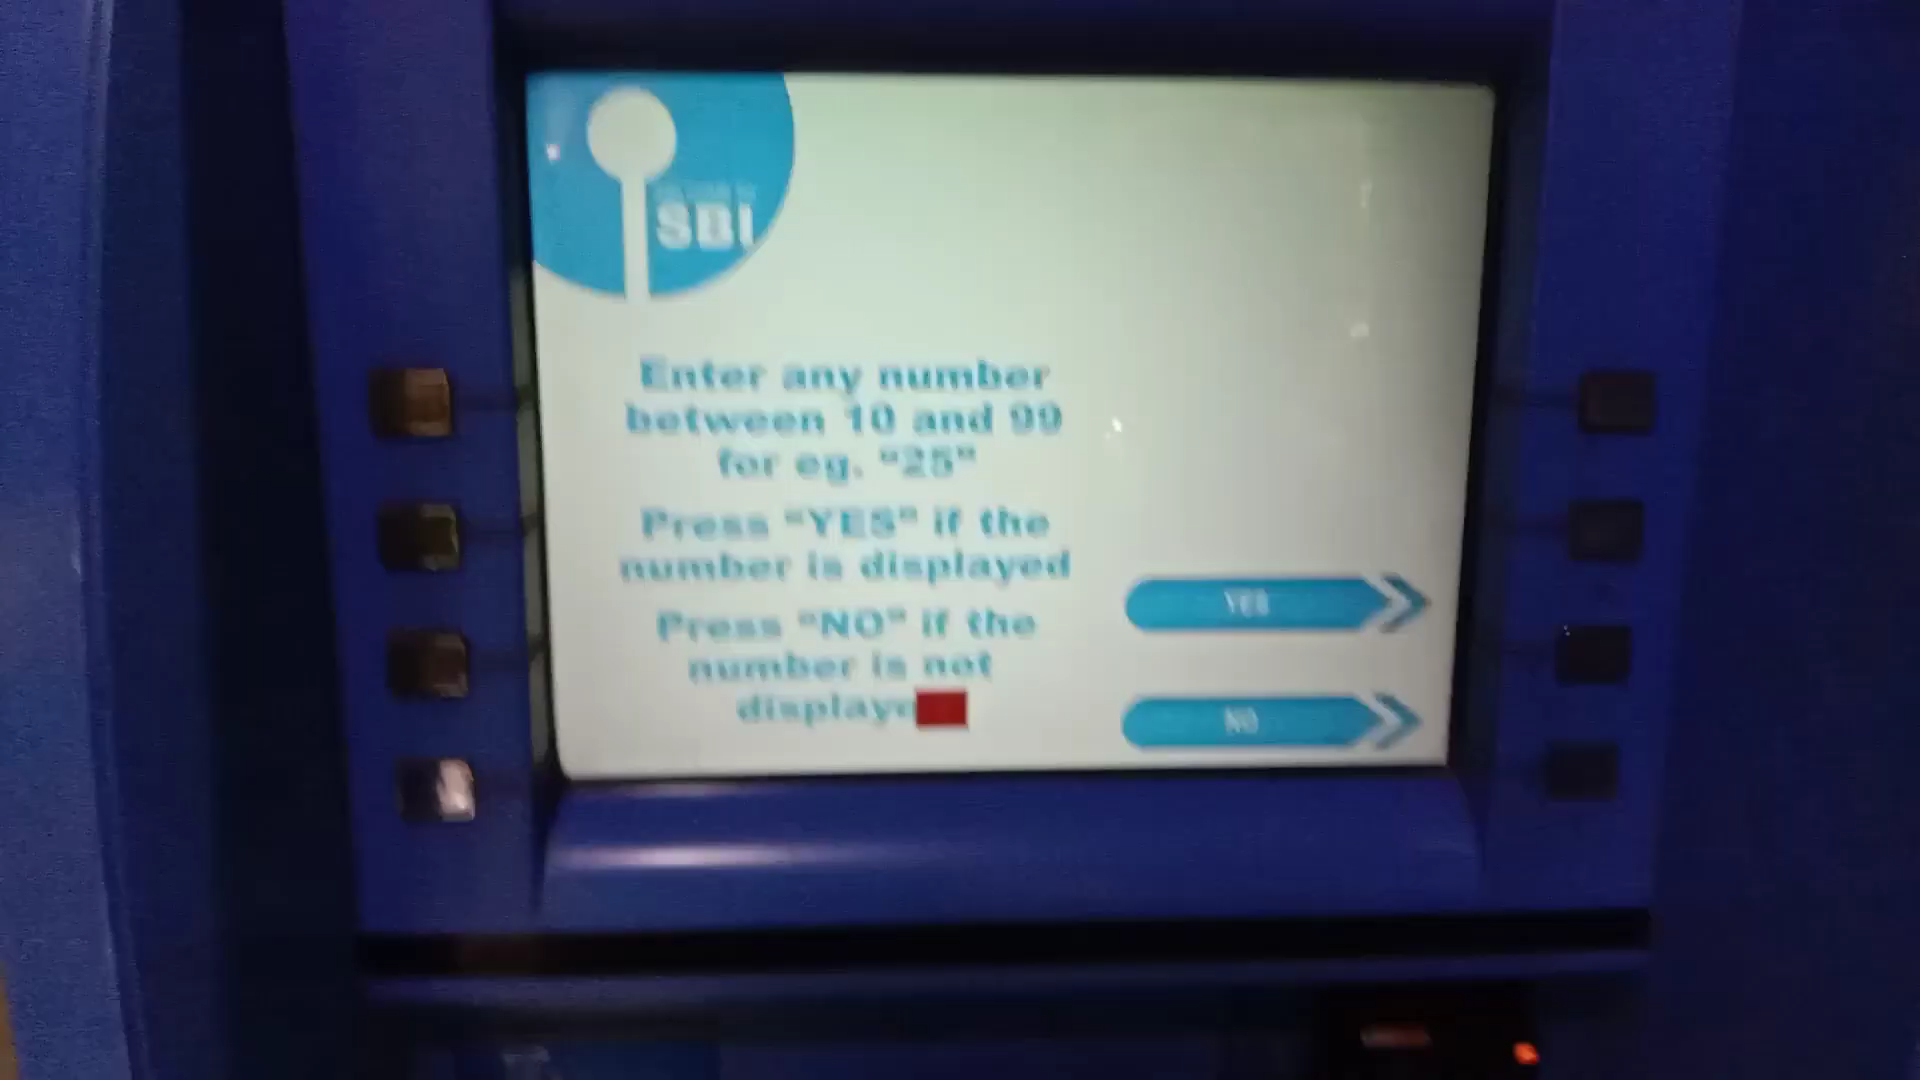 SBI
Enter any number
between 10 and 99
for eg. "25"
Press "YES" if the
number is displayed
Press "NO" if the
number is not
displaye
YES
NO